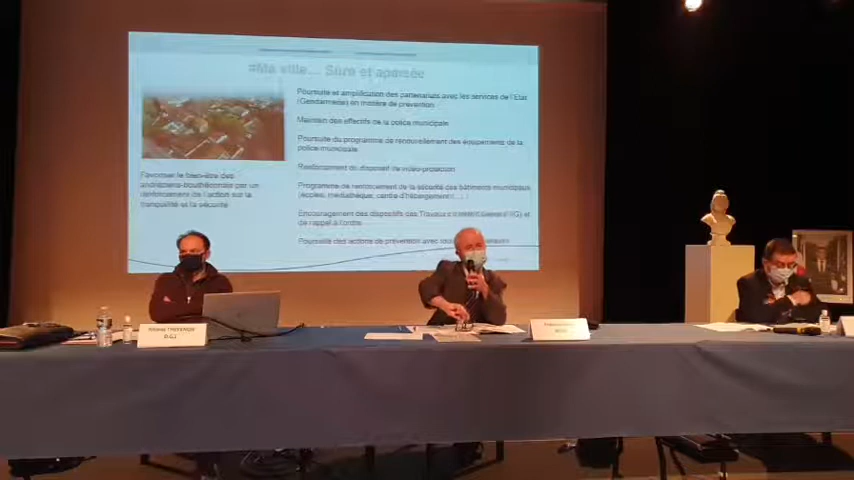 #Ma ville... Sûre et apaisée
Poursuite et amplification des partenariats avec les services de l'Etat
(Gendarmerie) en matière de prévention
Maintien des effectifs de la police municipale
Poursuite du programme de renouvellement des équipements de la
police municipale
Renforcement du dispositif de vidéo-protection
Programme de renforcement de la sécurité des bâtiments municipaux
(écoles, médiathèque, centre d'hébergement
Encouragement des dispositifs des Travaux d'Intérêt Général (TIG) et
de rappel à l'ordre
Poursuite des actions de prévention avec
Favoriser le bien-être des
andréziens-bouthéonnais par un
renforcement de l'action sur la
tranquillité et la sécurité
D.G.S